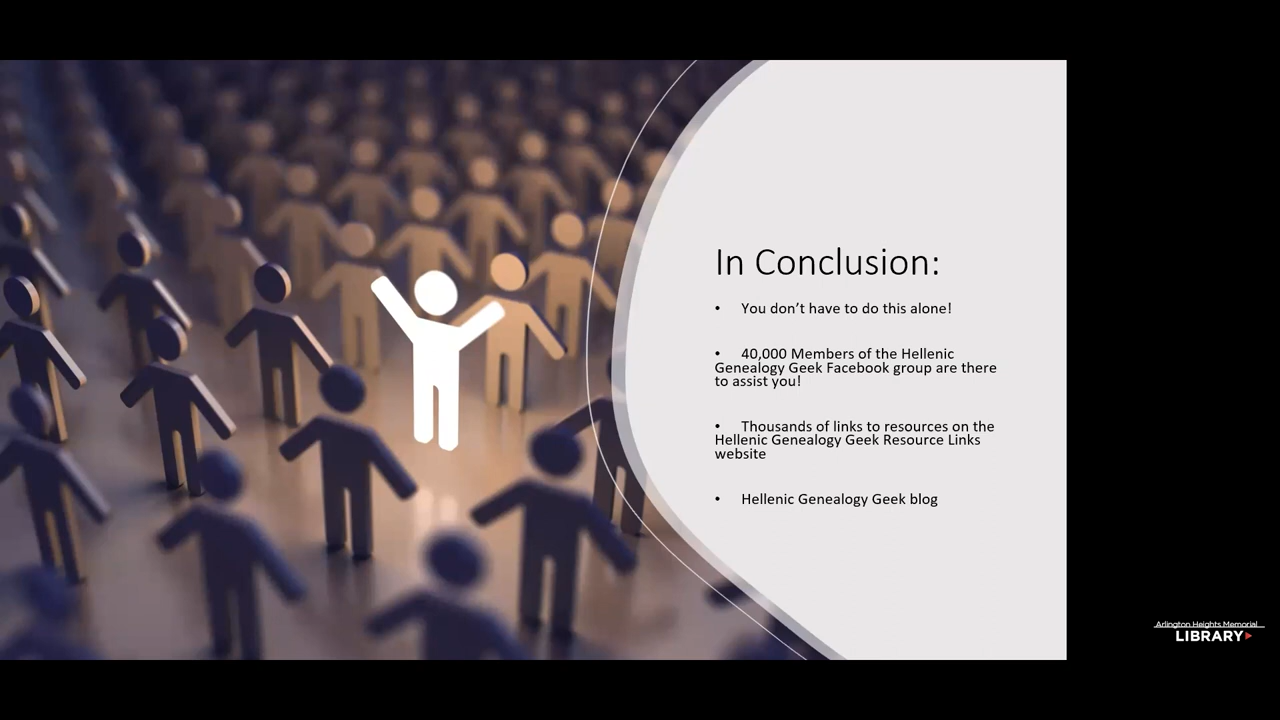 In Conclusion:
• You don’t have to do this alone!
• 40,000 Members of the Hellenic
Genealogy Geek Facebook group are there
to assist you!
• Thousands of links to resources on the
Hellenic Genealogy Geek Resource Links
website
• Hellenic Genealogy Geek blog
Arlington Heights Memorial
LIBRARY